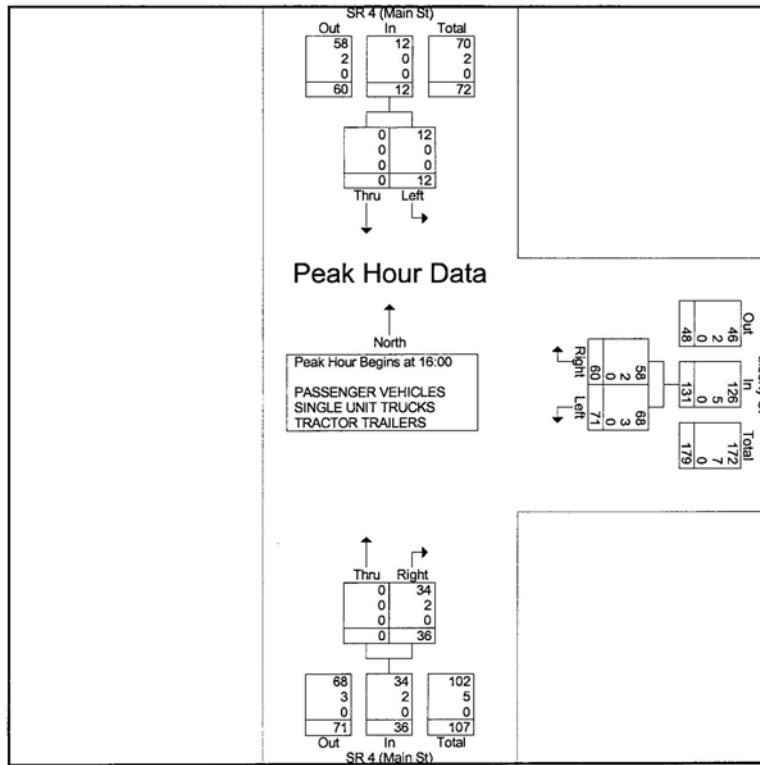 SR 4 (Main St)
Out In Total
58 12 70
2 0 2
0 0 0
60 12 72
0 12
0 0
0 0
0 12
Thru Left
Peak Hour Data
North
Peak Hour Begins at 16:00
PASSENGER VEHICLES
SINGLE UNIT TRUCKS
TRACTOR TRAILERS
Out In Total
46 126 172
2 5 7
0 0 0
48 131 179
58 68
2 3
0 0
60 71
Right Left
Thru Right
0 34
0 2
0 0
0 36
68 34 102
3 2 5
0 0 0
71 36 107
Out In Total
SR 4 (Main St)